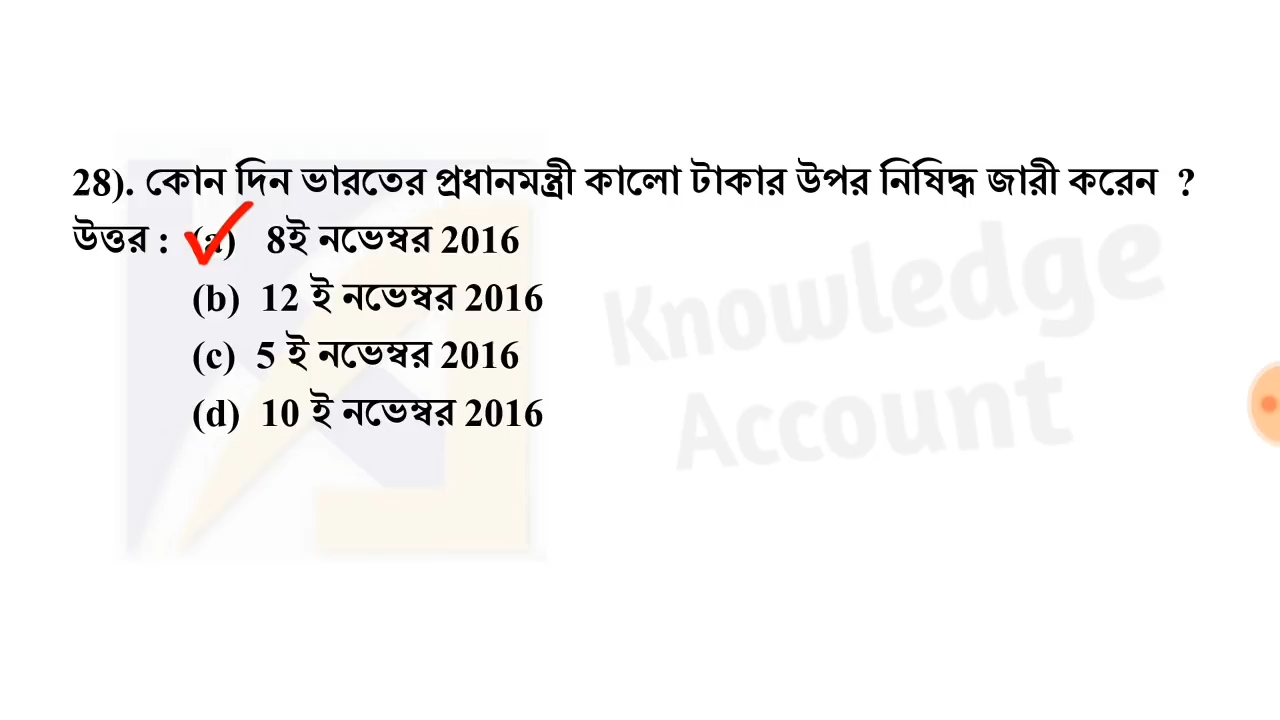 28). কোন দিন ভারতের প্রধানমন্ত্রী কালো টাকার উপর নিষিদ্ধ জারী করেন ?
উত্তর : (a) 8ই নভেম্বর 2016
(b) 12 ই নভেম্বর 2016
(c) 5 ই নভেম্বর 2016
(d) 10 ই নভেম্বর 2016
Knowledge
Account